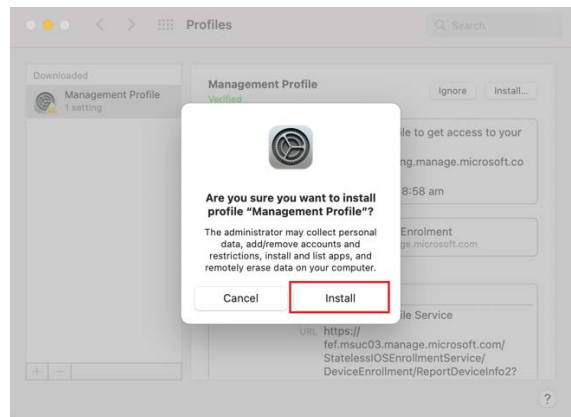 Profiles
Search
Downloaded
Management Profile
1 setting
Management Profile
Verified
Ignore
Install...
ile to get access to your
ng.manage.microsoft.co
8:58 am
Are you sure you want to install
profile “Management Profile”?
The administrator may collect personal
data, add/remove accounts and
restrictions, install and list apps, and
remotely erase data on your computer.
Cancel
Install
Enrolment
ge.microsoft.com
ile Service
URL https://
fef.msuc03.manage.microsoft.com/
StatelessIOSEnrollmentService/
DeviceEnrollment/ReportDeviceInfo2?
+ −
?